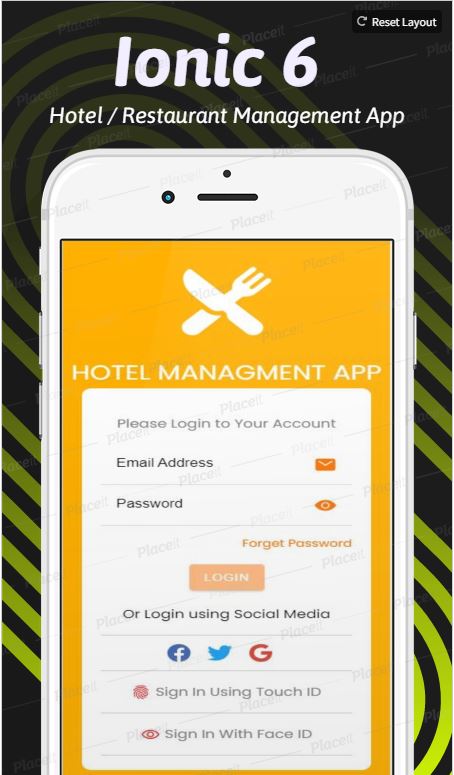 Reset Layout
Ionic 6
Hotel / Restaurant Management App
HOTEL MANAGMENT APP
Please Login to Your Account
Email Address
Password
Forget Password
LOGIN
Or Login using Social Media
Sign In Using Touch ID
Sign In With Face ID
Placeit